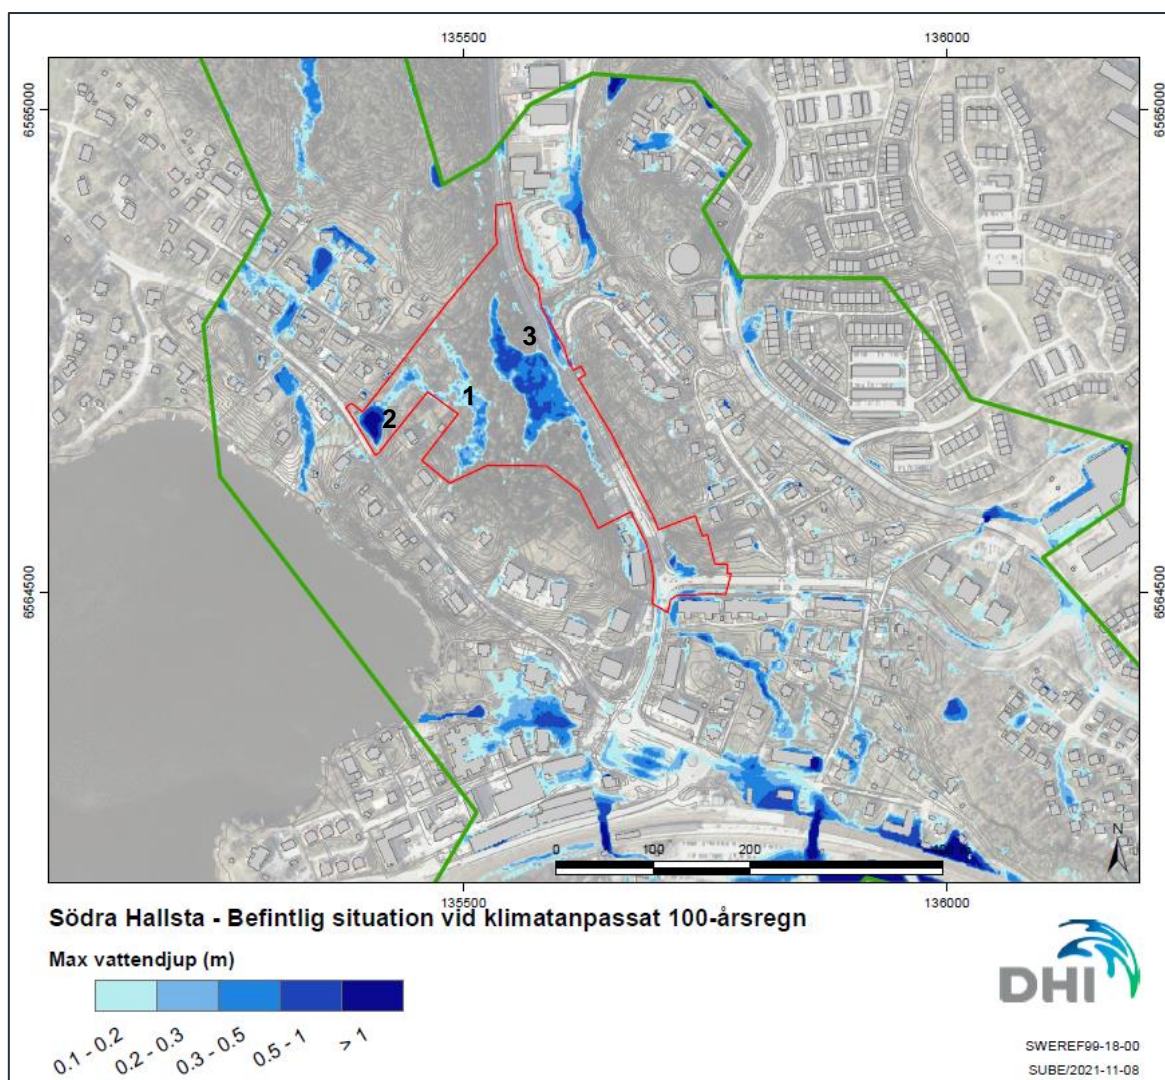 135500 136000
6565000 6565000
3
1
2
6564500 6564500
N
0 100 200
135500 136000
Södra Hallsta - Befintlig situation vid klimatanpassat 100-årsregn
Max vattendjup (m)
0.1 - 0.2 0.2 - 0.3 0.3 - 0.5 0.5 - 1 > 1
DHI
SWEREF99-18-00
SUBE/2021-11-08